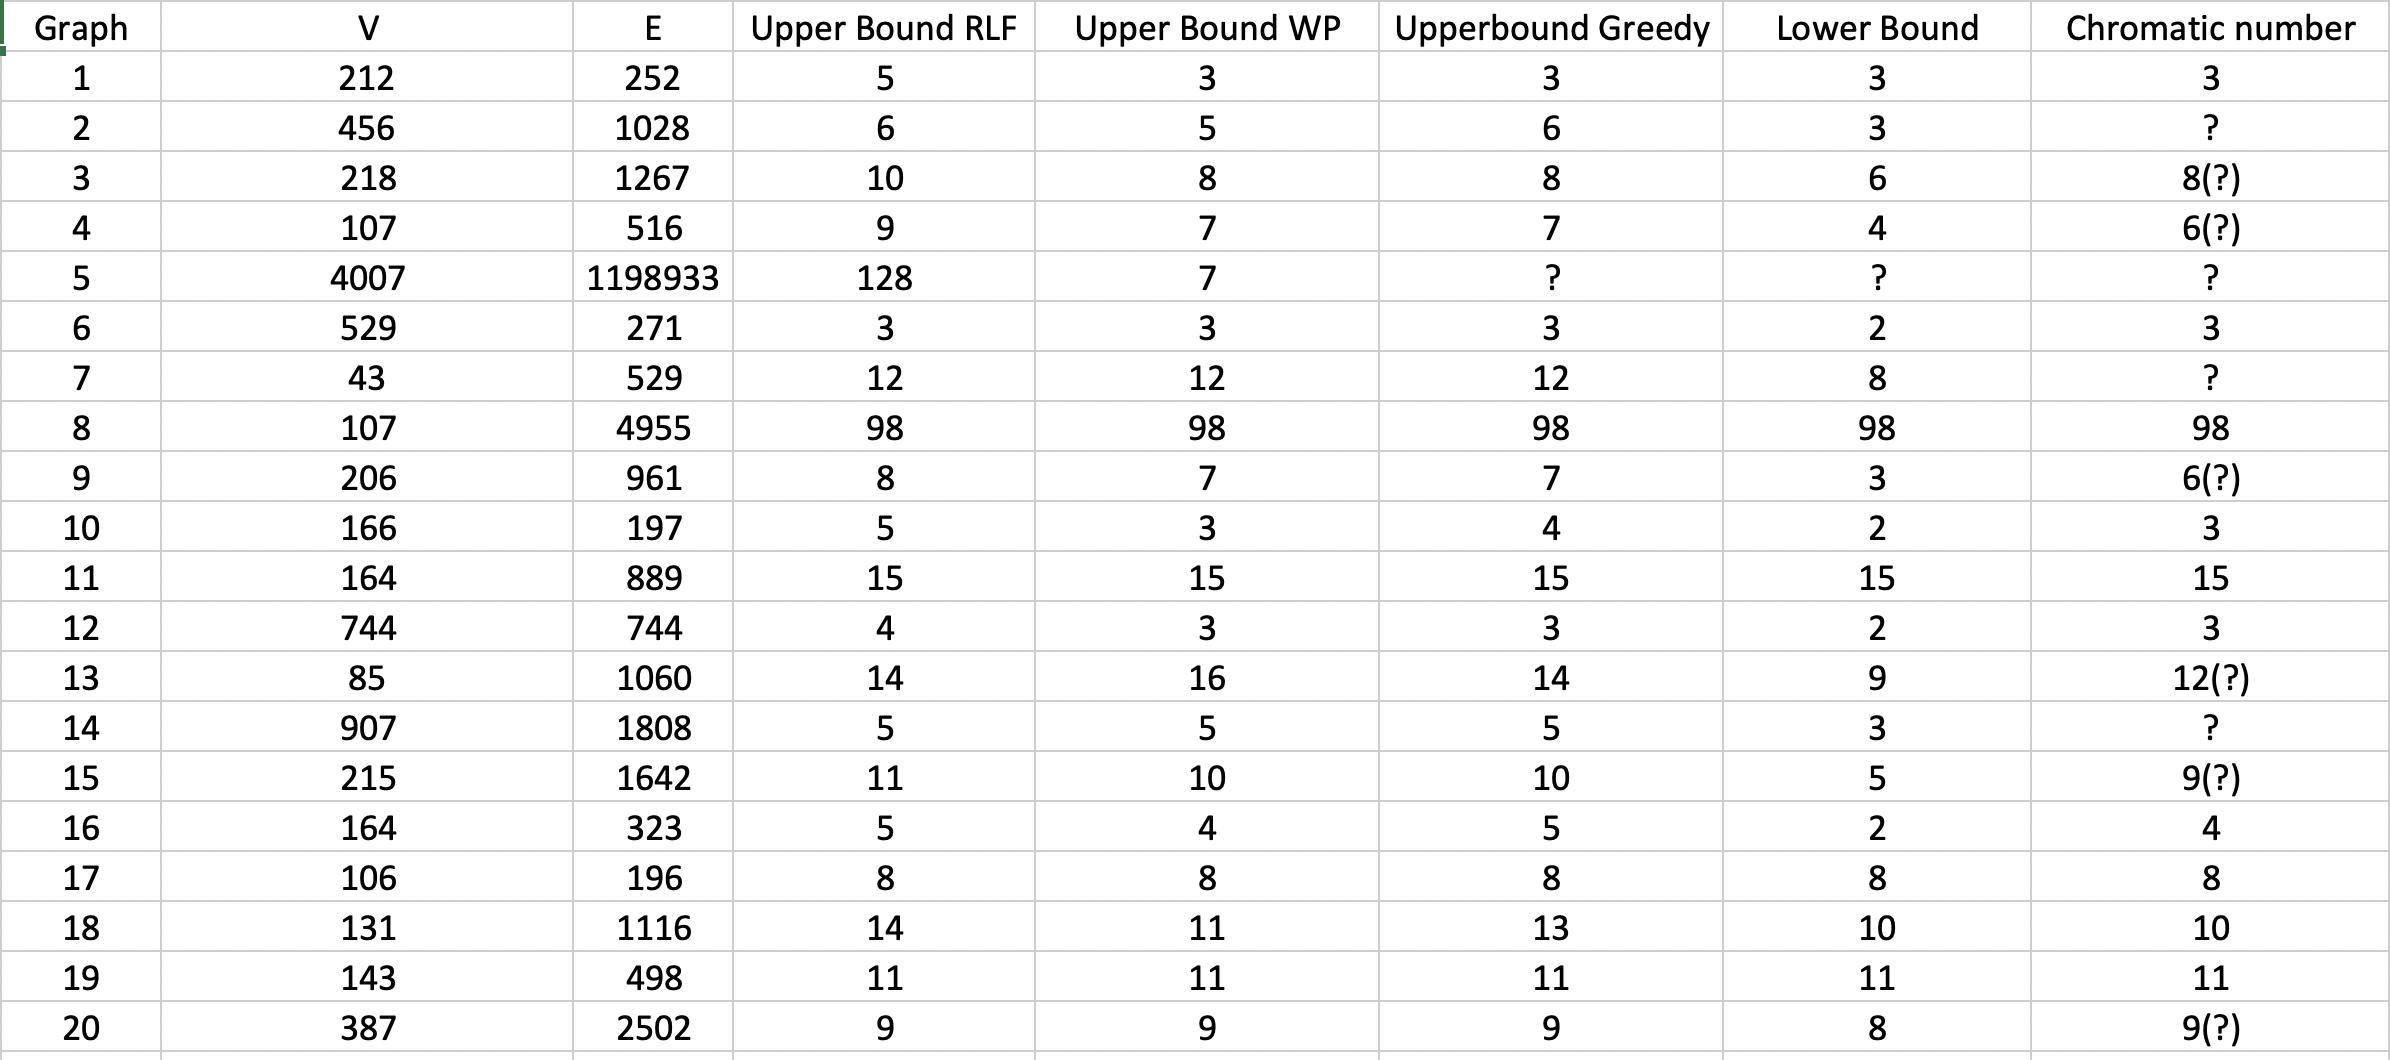 Graph V E Upper Bound RLF Upper Bound WP Upperbound Greedy Lower Bound Chromatic number
1 212 252 5 3 3 3 3
2 456 1028 6 5 6 3 ?
3 218 1267 10 8 8 6 8(?)
4 107 516 9 7 7 4 6(?)
5 4007 1198933 128 7 ? ? ?
6 529 271 3 3 3 2 3
7 43 529 12 12 12 8 ?
8 107 4955 98 98 98 98 98
9 206 961 8 7 7 3 6(?)
10 166 197 5 3 4 2 3
11 164 889 15 15 15 15 15
12 744 744 4 3 3 2 3
13 85 1060 14 16 14 9 12(?)
14 907 1808 5 5 5 3 ?
15 215 1642 11 10 10 5 9(?)
16 164 323 5 4 5 2 4
17 106 196 8 8 8 8 8
18 131 1116 14 11 13 10 10
19 143 498 11 11 11 11 11
20 387 2502 9 9 9 8 9(?)